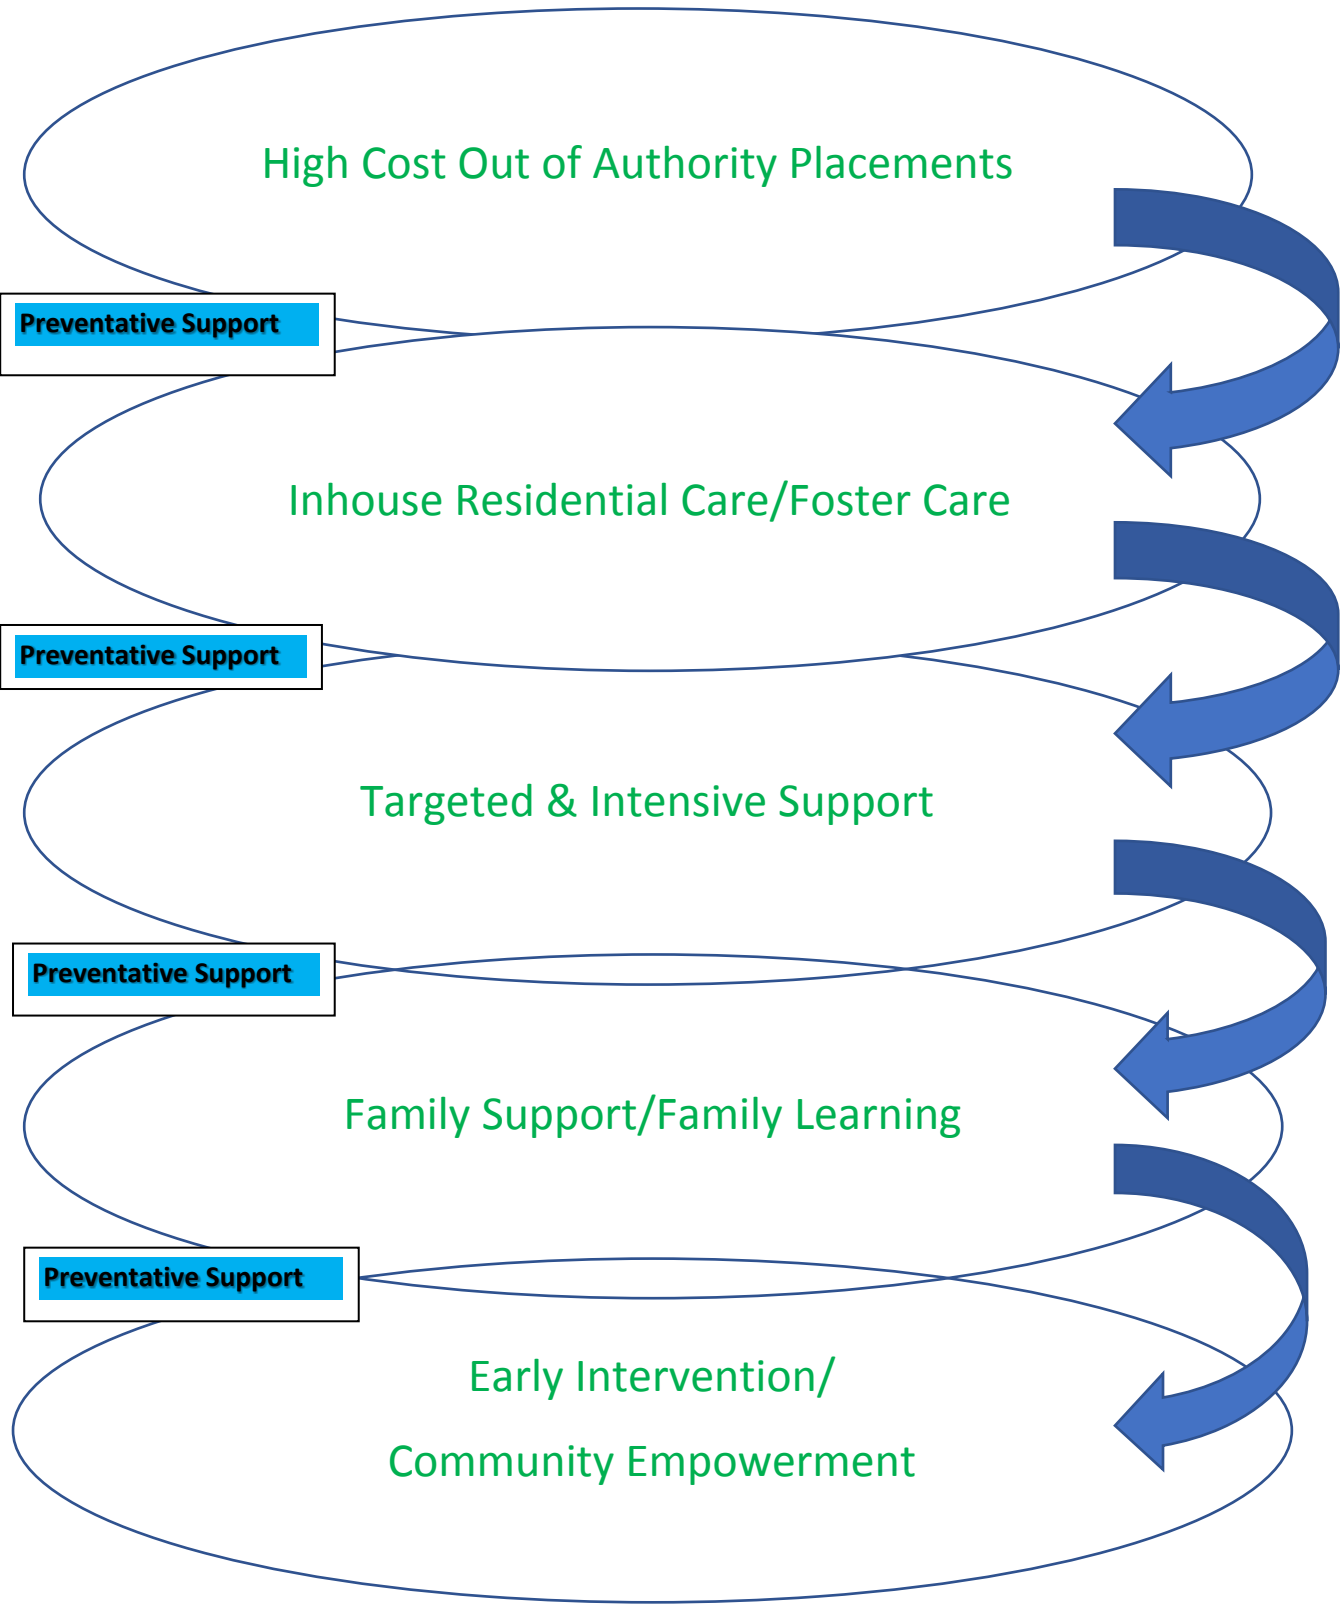 High Cost Out of Authority Placements
Preventative Support
Inhouse Residential Care/Foster Care
Preventative Support
Targeted & Intensive Support
Preventative Support
Family Support/Family Learning
Preventative Support
Early Intervention/
Community Empowerment